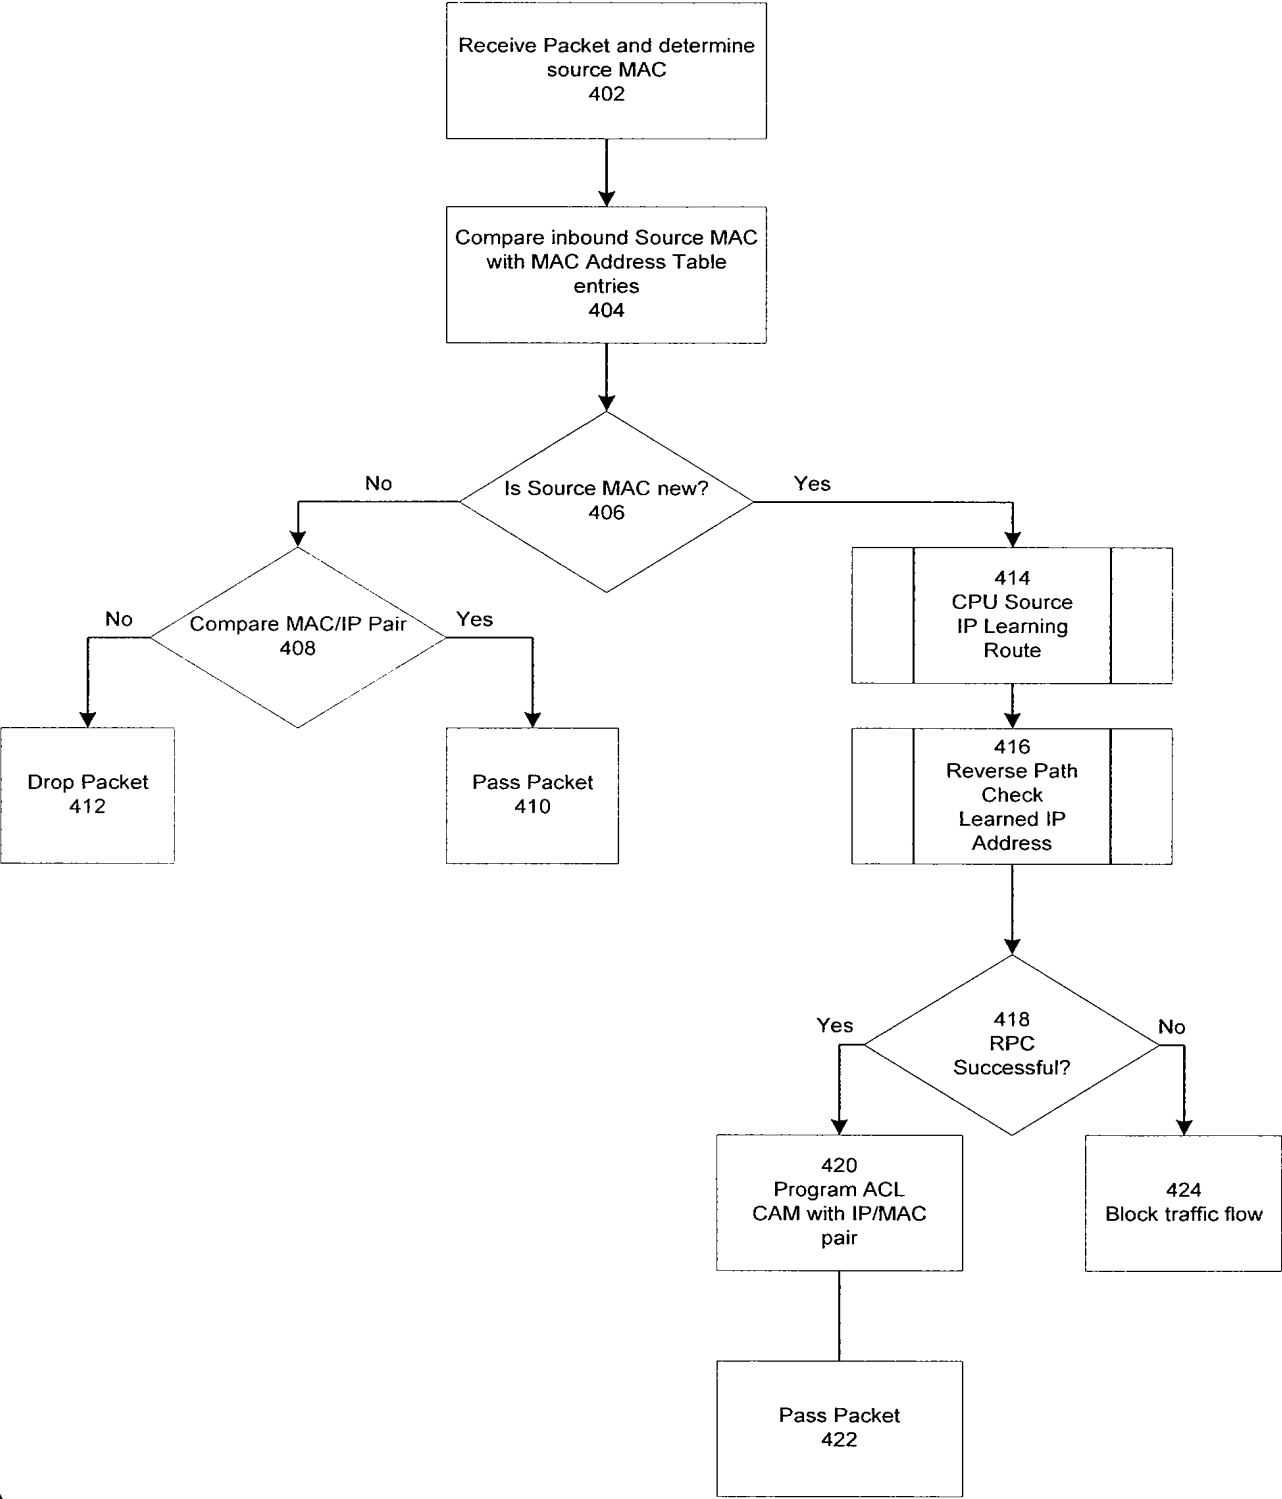 Receive Packet and determine
source MAC
402
Compare inbound Source MAC
with MAC Address Table
entries
404
Is Source MAC new?
406
No
Yes
Compare MAC/IP Pair
408
No
Yes
Drop Packet
412
Pass Packet
410
414
CPU Source
IP Learning
Route
416
Reverse Path
Check
Learned IP
Address
418
RPC
Successful?
Yes
No
420
Program ACL
CAM with IP/MAC
pair
424
Block traffic flow
Pass Packet
422